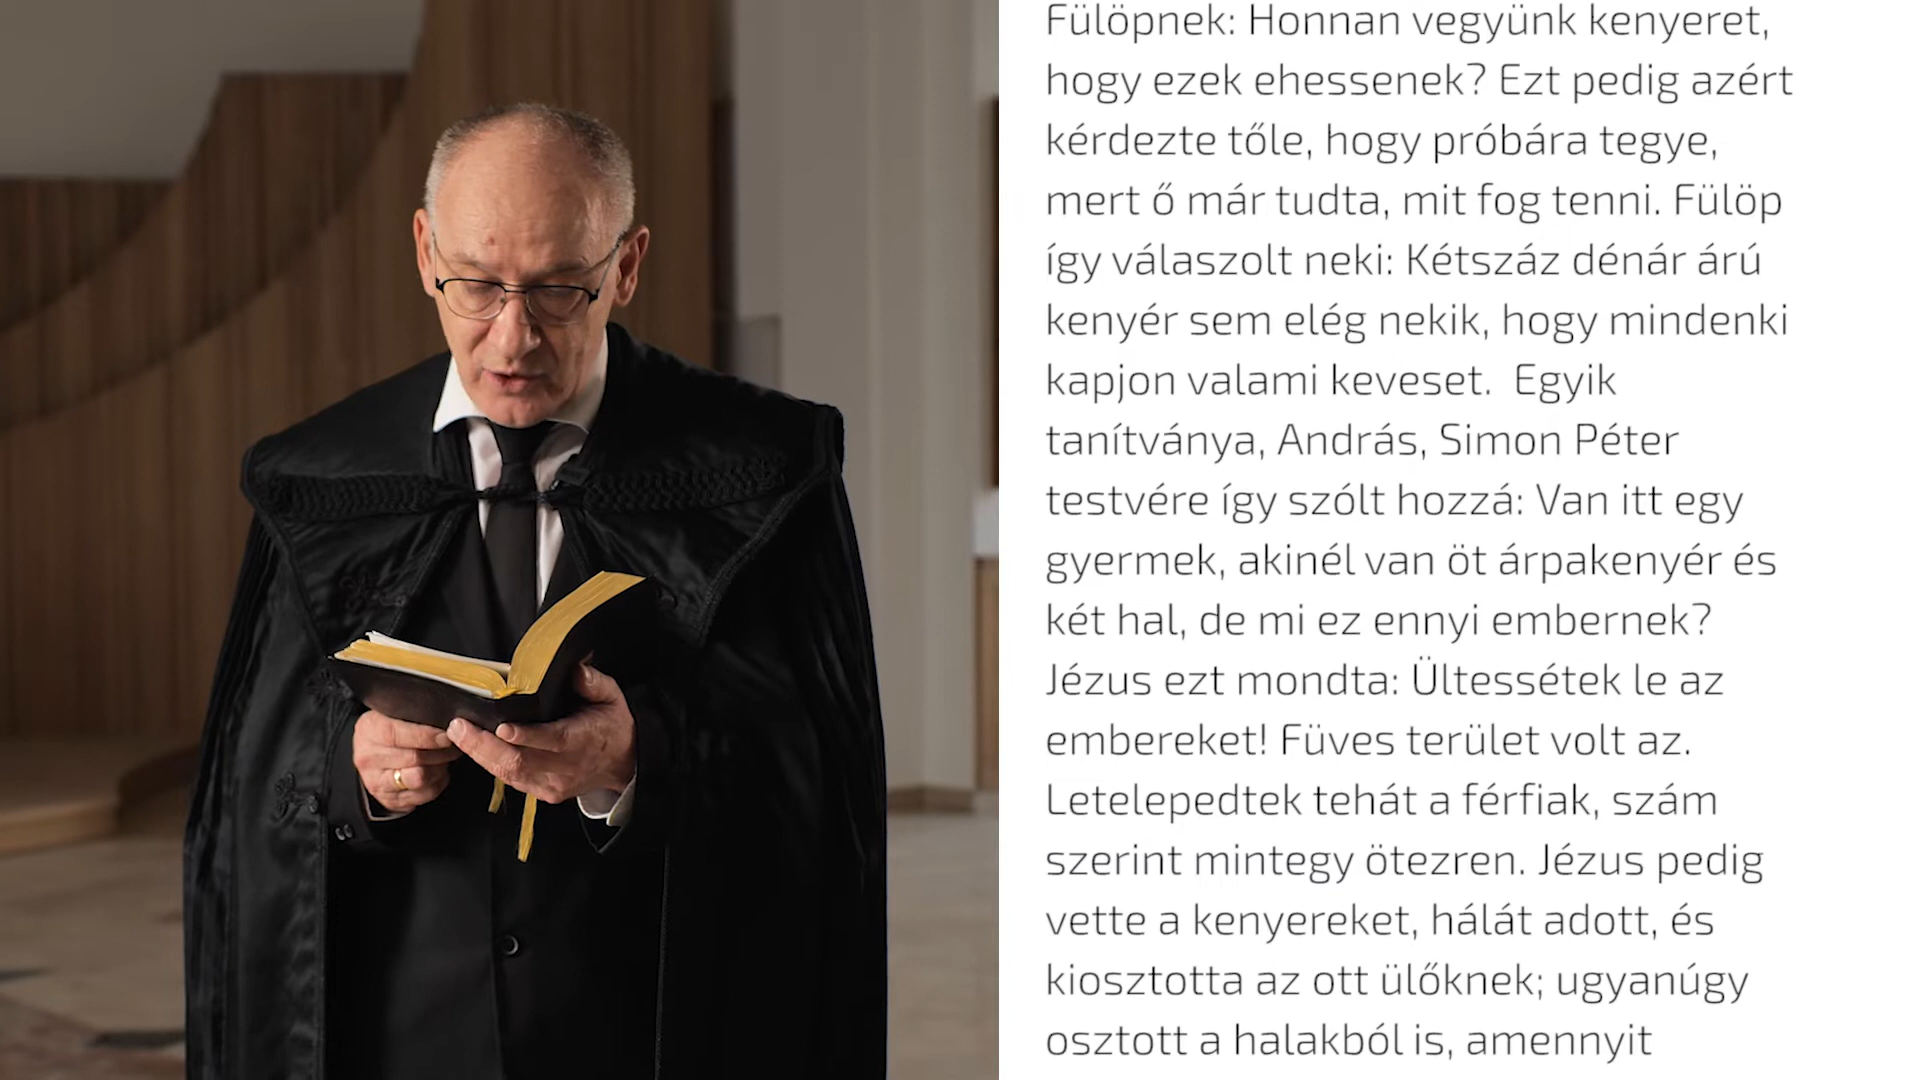 Fülöpnek: Honnan vegyünk kenyeret,
hogy ezek ehessenek? Ezt pedig azért
kérdezte tőle, hogy próbára tegye,
mert ő már tudta, mit fog tenni. Fülöp
így válaszolt neki: Kétszáz dénár árú
kenyér sem elég nekik, hogy mindenki
kapjon valami keveset.  Egyik
tanítványa, András, Simon Péter
testvére így szólt hozzá: Van itt egy
gyermek, akinél van öt árpakenyér és
két hal, de mi ez ennyi embernek?
Jézus ezt mondta: Ültessétek le az
embereket! Füves terület volt az.
Letelepedtek tehát a férfiak, szám
szerint mintegy ötezren. Jézus pedig
vette a kenyereket, hálát adott, és
kiosztotta az ott ülőknek; ugyanúgy
osztott a halakból is, amennyit